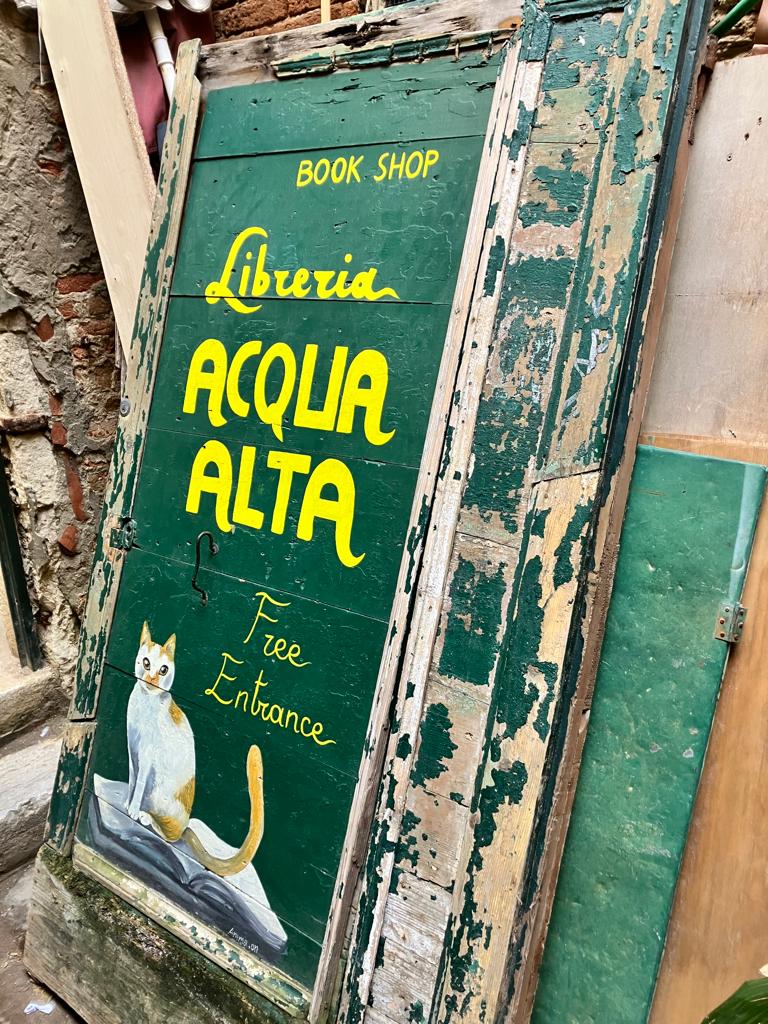 BOOK SHOP
Libreria
ACQUA
ALTA
Free
Entrance